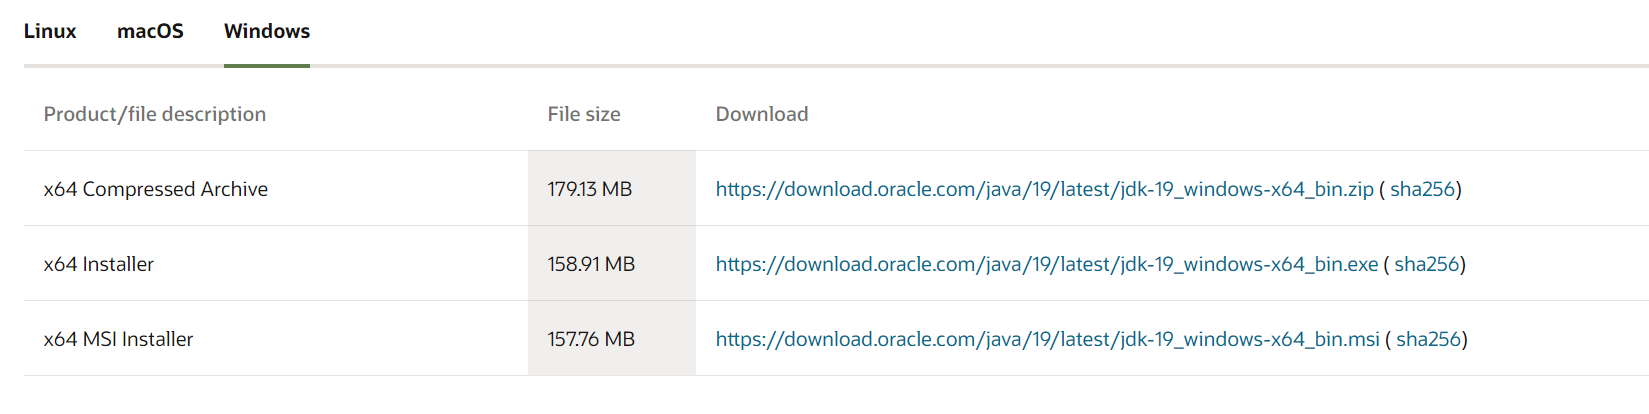 Linux macOS Windows
Product/file description File size Download
x64 Compressed Archive 179.13 MB https://download.oracle.com/java/19/latest/jdk-19_windows-x64_bin.zip ( sha256)
x64 Installer 158.91 MB https://download.oracle.com/java/19/latest/jdk-19_windows-x64_bin.exe ( sha256)
x64 MSI Installer 157.76 MB https://download.oracle.com/java/19/latest/jdk-19_windows-x64_bin.msi ( sha256)